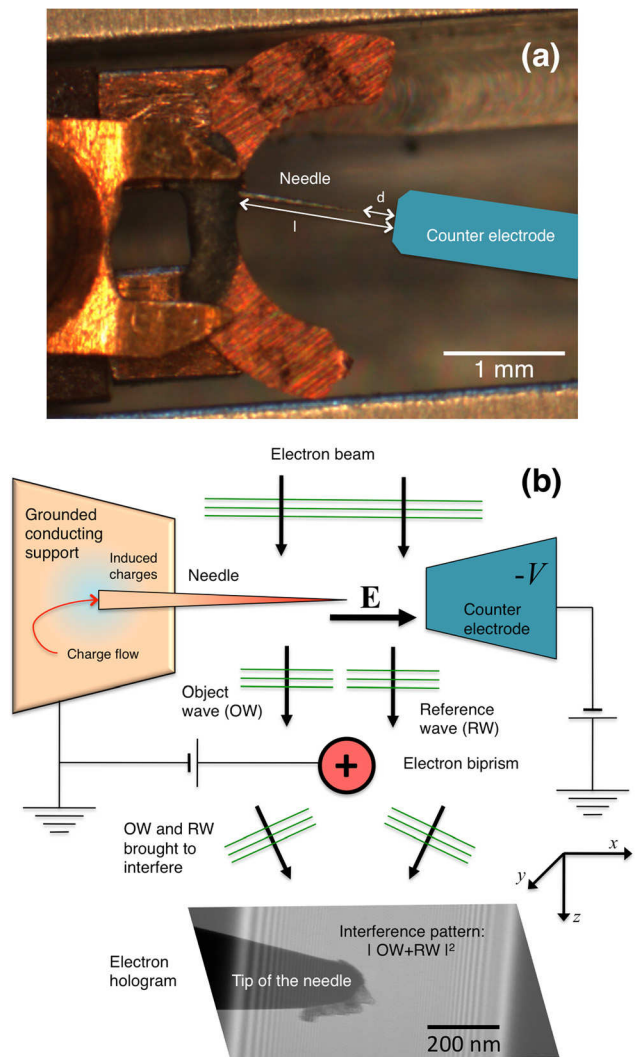 (a)
Needle
d
l
Counter electrode
1 mm
Electron beam
(b)
Grounded
conducting
support
Induced
charges
Needle
E
-V
Counter
electrode
Charge flow
Object
wave (OW)
Reference
wave (RW)
+
Electron biprism
OW and RW
brought to
interfere
x
y
z
Interference pattern:
| OW+RW |²
Electron
hologram
Tip of the needle
200 nm